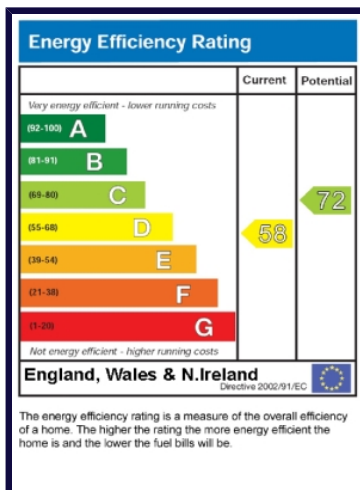 Energy Efficiency Rating
Current Potential
Very energy efficient - lower running costs
(92-100) A
(81-91) B
(69-80) C 72
(55-68) D 58
(39-54) E
(21-38) F
(1-20) G
Not energy efficient - higher running costs
England, Wales & N.Ireland
Directive 2002/91/EC
The energy efficiency rating is a measure of the overall efficiency
of a home. The higher the rating the more energy efficient the
home is and the lower the fuel bills will be.